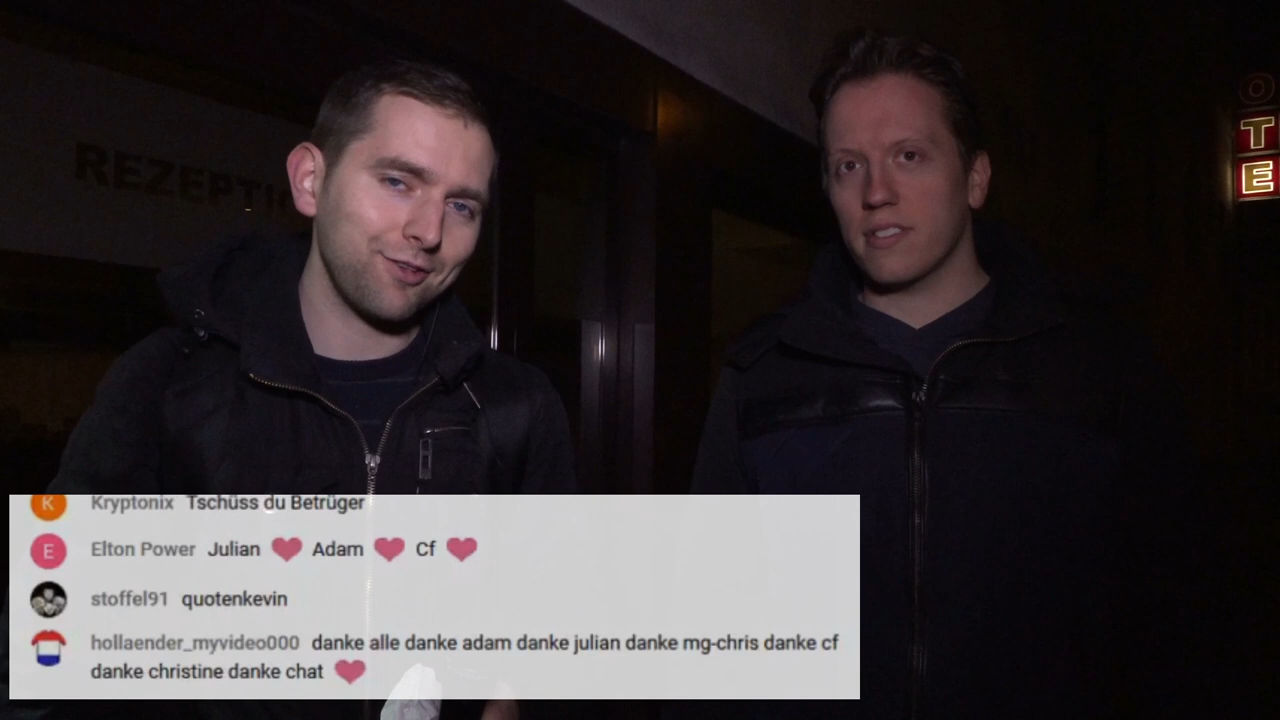 REZEPTI
O
T
E
K Kryptonix Tschüss du Betrüger
E Elton Power Julian ❤ Adam ❤ Cf ❤
stoffel91 quotenkevin
hollaender_myvideo000 danke alle danke adam danke julian danke mg-chris danke cf
danke christine danke chat ❤